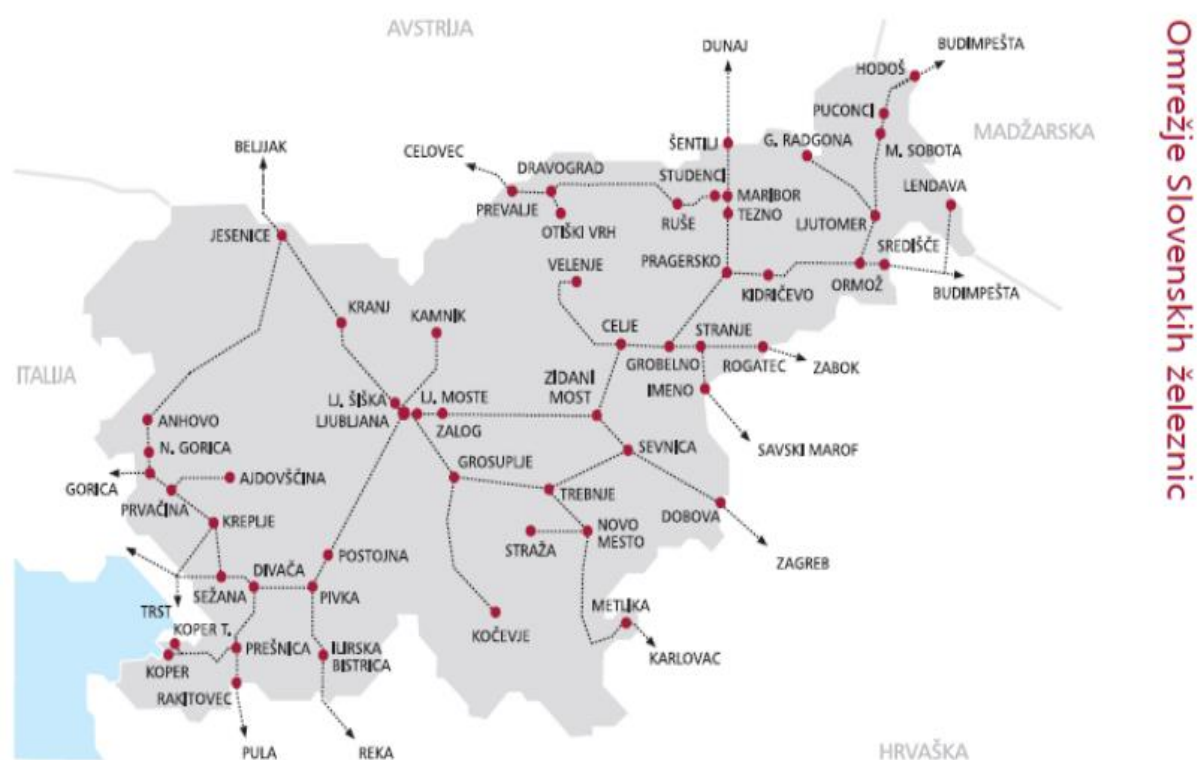 AVSTRIJA
DUNAJ
BUDIMPEŠTA
HODOŠ
PUCONCI
MADŽARSKA
BELJJAK
CELOVEC
ŠENTILJ
G. RADGONA
M. SOBOTA
DRAVOGRAD
STUDENCI
LENDAVA
PREVALJE
MARIBOR
TEZNO
RUŠE
OTIŠKI VRH
LJUTOMER
JESENICE
SREDIŠČE
VELENJE
PRAGERSKO
KIDRIČEVO
ORMOŽ
BUDIMPEŠTA
KRANJ
KAMNIK
CELJE
STRANJE
GROBELNO
ROGATEC
ZABOK
ITALIJA
ZIDANI
MOST
IMENO
LJ. ŠIŠKA
LJ. MOSTE
LJUBLJANA
ZALOG
ANHOVO
N. GORICA
SEVNICA
SAVSKI MAROF
GROSUPLJE
AJDOVŠČINA
GORICA
PRVAČINA
TREBNJE
DOBOVA
KREPLJE
NOVO
MESTO
STRAŽA
POSTOJNA
ZAGREB
DIVAČA
SEŽANA
PIVKA
TRST
METLIKA
KOPER T.
KOČEVJE
PREŠNICA
ILIRSKA
BISTRICA
KARLOVAC
KOPER
RAKITOVEC
PULA
REKA
HRVAŠKA
Omrežje Slovenskih železnic